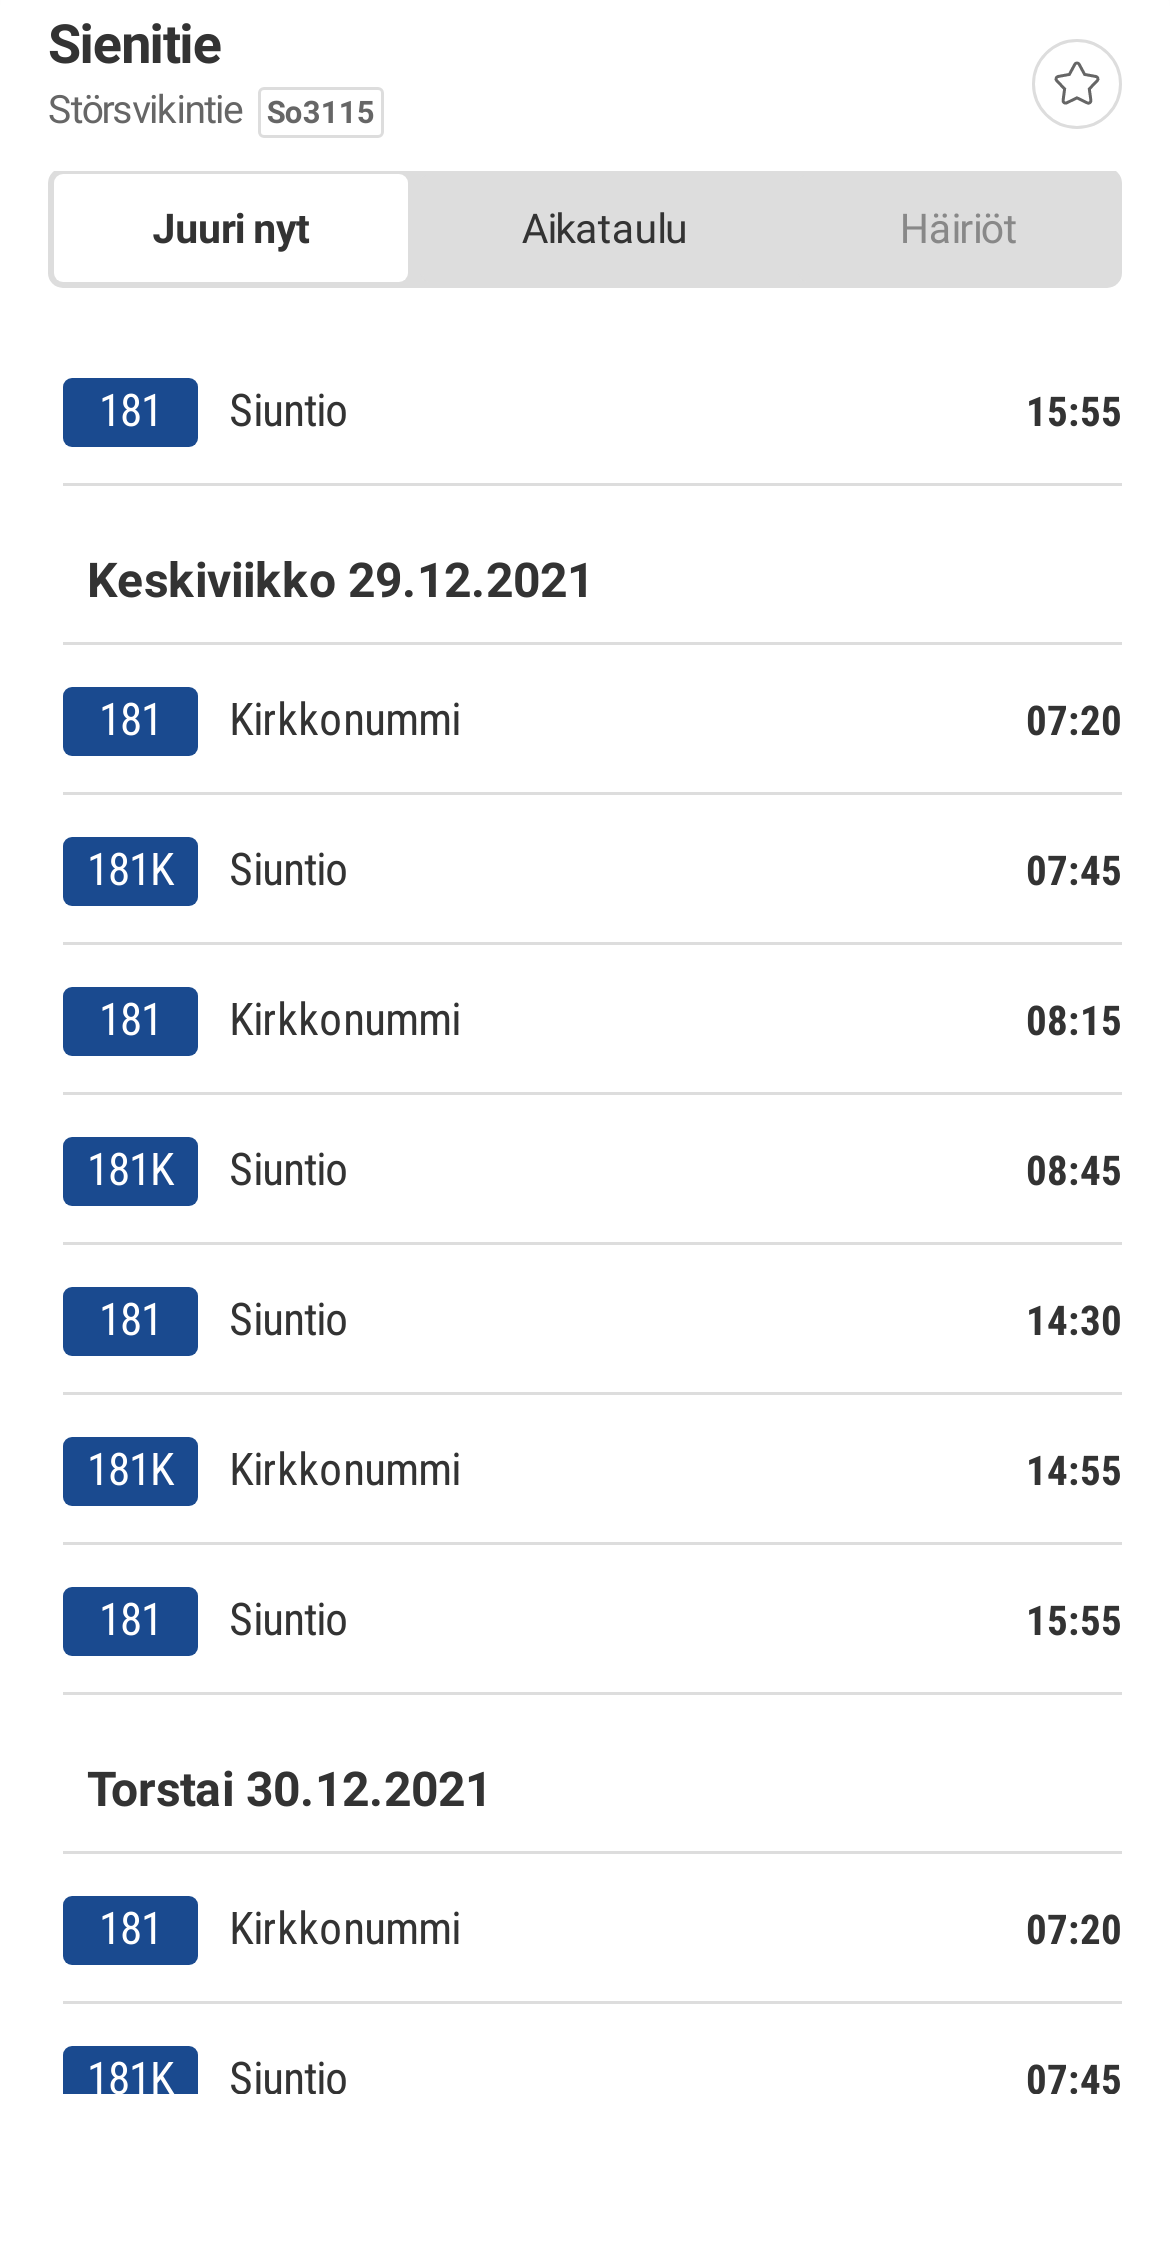 Sienitie
Störsvikintie So3115
Juuri nyt Aikataulu Häiriöt
181 Siuntio 15:55
Keskiviikko 29.12.2021
181 Kirkkonummi 07:20
181K Siuntio 07:45
181 Kirkkonummi 08:15
181K Siuntio 08:45
181 Siuntio 14:30
181K Kirkkonummi 14:55
181 Siuntio 15:55
Torstai 30.12.2021
181 Kirkkonummi 07:20
181K Siuntio 07:45